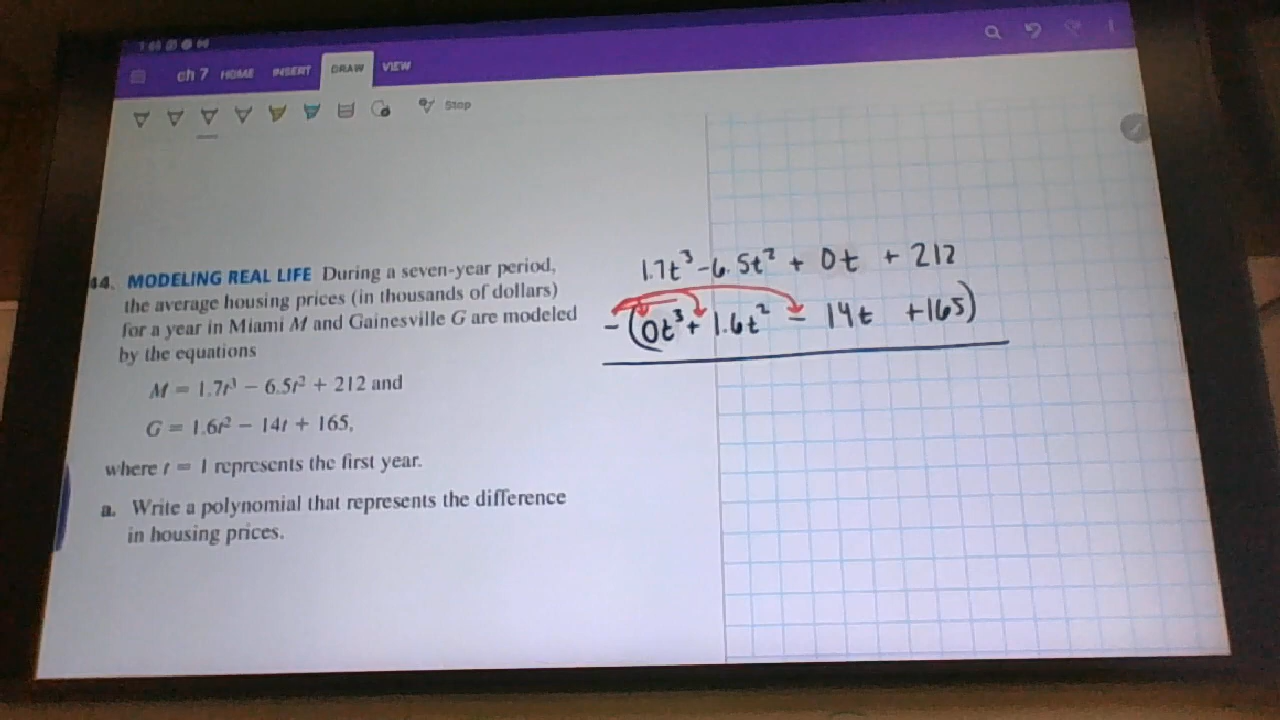 ch 7 HOME INSERT DRAW VIEW
Stop
44. MODELING REAL LIFE During a seven-year period,
the average housing prices (in thousands of dollars)
for a year in Miami M and Gainesville G are modeled
by the equations
M = 1.7t³ − 6.5t² + 212 and
G = 1.6t² − 14t + 165,
where t = 1 represents the first year.
a. Write a polynomial that represents the difference
in housing prices.
1.7t³ - 6.5t² + 0t + 212
-(0t³ + 1.6t² - 14t + 165)